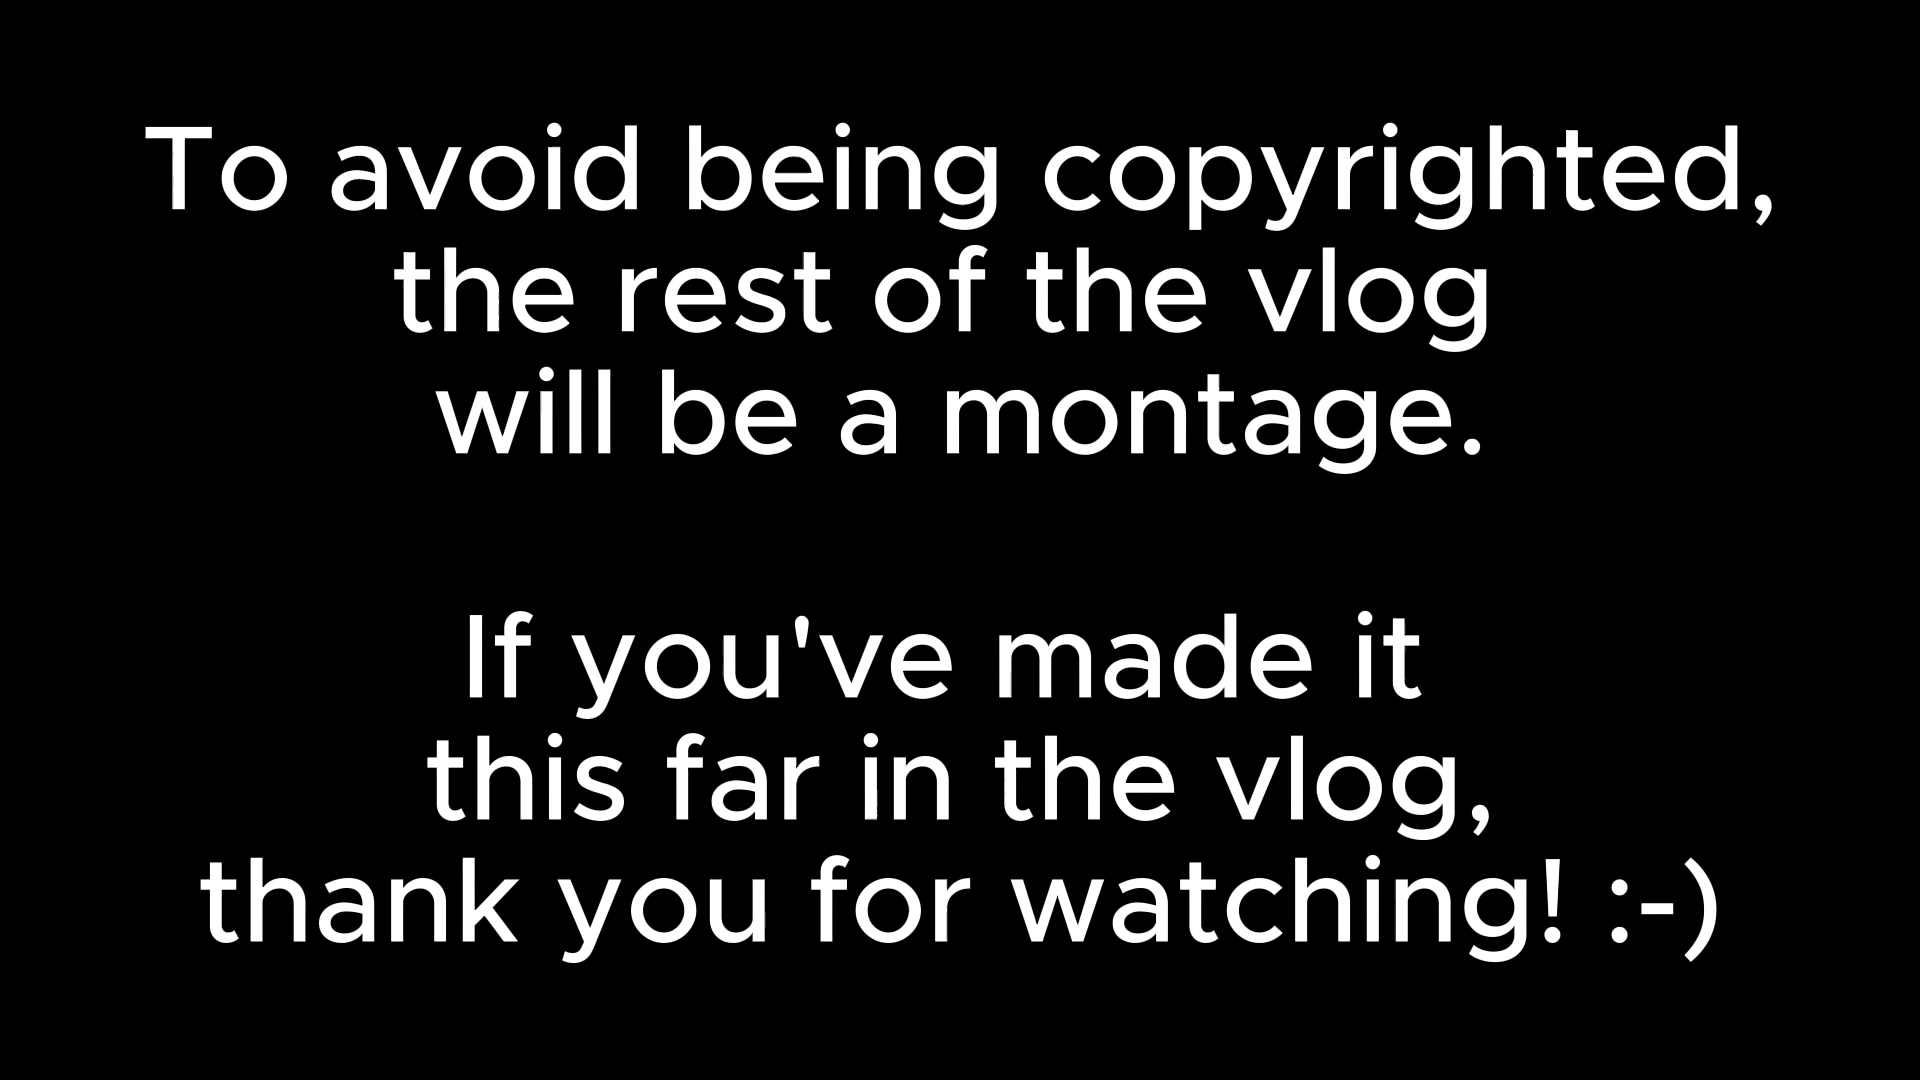 To avoid being copyrighted,
the rest of the vlog
will be a montage.
If you've made it
this far in the vlog,
thank you for watching! :-)